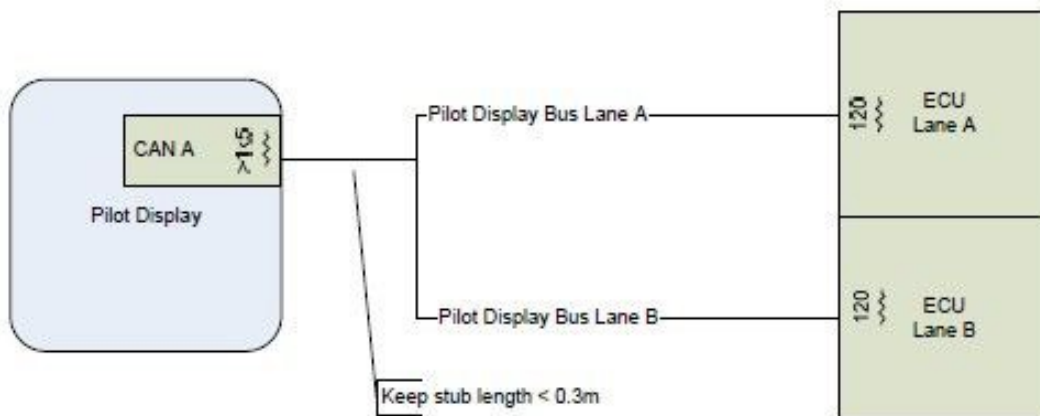 CAN A
Pilot Display
Pilot Display Bus Lane A
Pilot Display Bus Lane B
Keep stub length < 0.3m
120
ECU
Lane A
120
ECU
Lane B